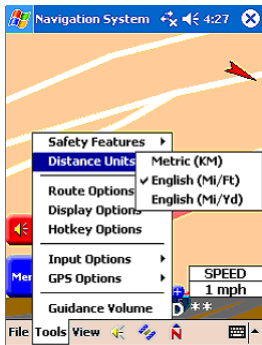 Navigation System 4:27
Safety Features
Distance Units
Metric (KM)
English (Mi/Ft)
English (Mi/Yd)
Route Options
Display Options
Hotkey Options
Input Options
GPS Options
Guidance Volume
Men
SPEED
1 mph
D **
File Tools View N